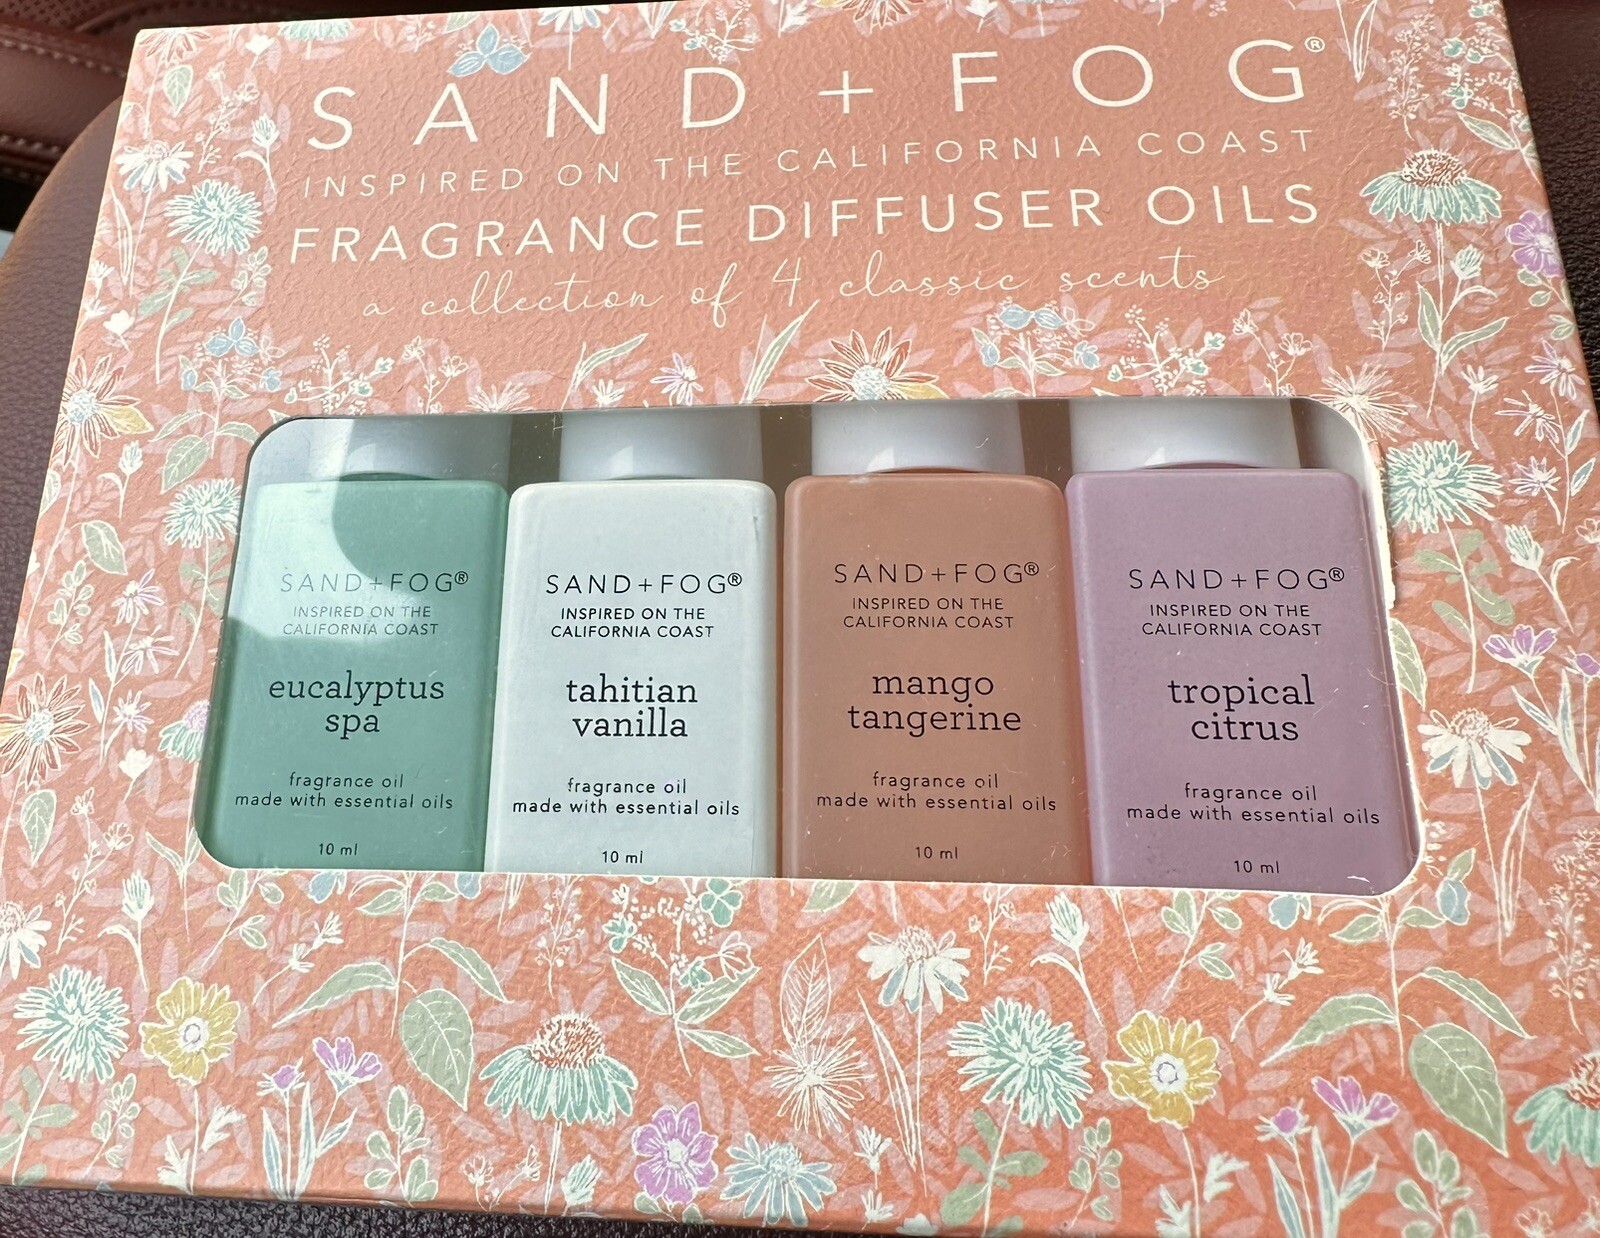 SAND + FOG®
INSPIRED ON THE CALIFORNIA COAST
FRAGRANCE DIFFUSER OILS
a collection of 4 classic scents
SAND+FOG®
INSPIRED ON THE
CALIFORNIA COAST
eucalyptus
spa
fragrance oil
made with essential oils
10 ml
SAND+FOG®
INSPIRED ON THE
CALIFORNIA COAST
tahitian
vanilla
fragrance oil
made with essential oils
10 ml
SAND+FOG®
INSPIRED ON THE
CALIFORNIA COAST
mango
tangerine
fragrance oil
made with essential oils
10 ml
SAND+FOG®
INSPIRED ON THE
CALIFORNIA COAST
tropical
citrus
fragrance oil
made with essential oils
10 ml